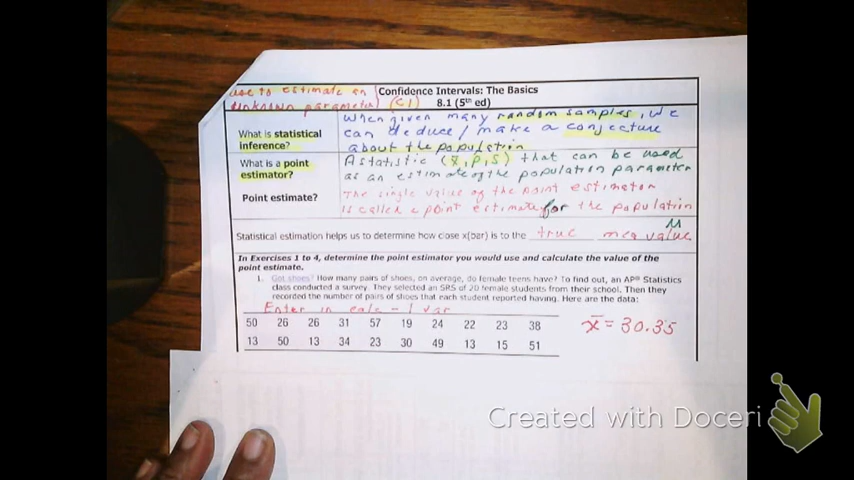 use to estimate an
unknown parameter (CI)
Confidence Intervals: The Basics
8.1 (5th ed)
What is statistical inference?
When given many random samples, we
can deduce / make a conjecture
about the population
What is a point estimator?
A statistic (x̄, p, s) that can be used
as an estimate of the population parameter
Point estimate?
The single value of the point estimator
is called a point estimate for the population
μ
Statistical estimation helps us to determine how close x(bar) is to the true mea value
In Exercises 1 to 4, determine the point estimator you would use and calculate the value of the
point estimate.
1. Got shoes? How many pairs of shoes, on average, do female teens have? To find out, an AP® Statistics
class conducted a survey. They selected an SRS of 20 female students from their school. Then they
recorded the number of pairs of shoes that each student reported having. Here are the data:
Enter in calc - 1 var
50 26 26 31 57 19 24 22 23 38
13 50 13 34 23 30 49 13 15 51
x̄ = 30.35
Created with Doceri